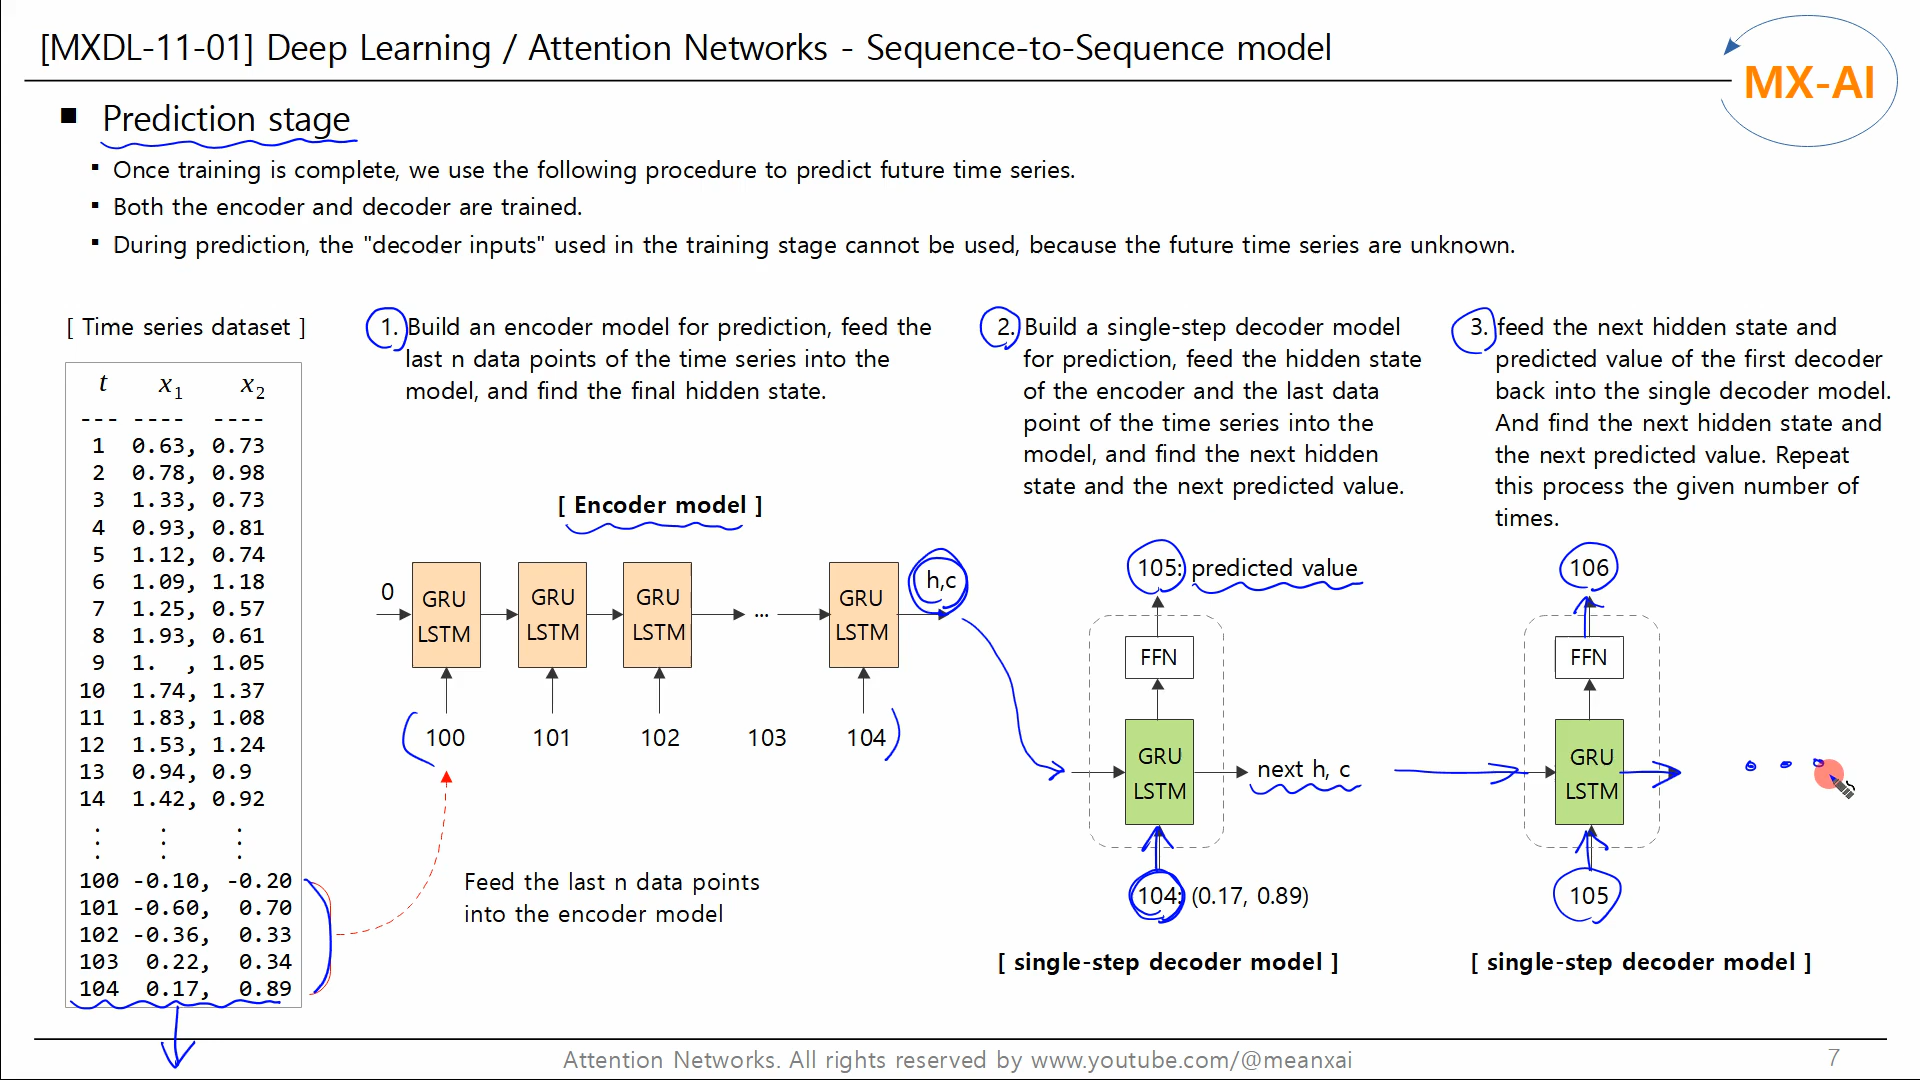 [MXDL-11-01] Deep Learning / Attention Networks - Sequence-to-Sequence model
MX-AI
Prediction stage
Once training is complete, we use the following procedure to predict future time series.
Both the encoder and decoder are trained.
During prediction, the "decoder inputs" used in the training stage cannot be used, because the future time series are unknown.
[ Time series dataset ]
t x1 x2
--- ---- ----
1 0.63, 0.73
2 0.78, 0.98
3 1.33, 0.73
4 0.93, 0.81
5 1.12, 0.74
6 1.09, 1.18
7 1.25, 0.57
8 1.93, 0.61
9 1. , 1.05
10 1.74, 1.37
11 1.83, 1.08
12 1.53, 1.24
13 0.94, 0.9
14 1.42, 0.92
: : :
100 -0.10, -0.20
101 -0.60, 0.70
102 -0.36, 0.33
103 0.22, 0.34
104 0.17, 0.89
1. Build an encoder model for prediction, feed the
last n data points of the time series into the
model, and find the final hidden state.
[ Encoder model ]
0
GRU LSTM
GRU LSTM
GRU LSTM
...
GRU LSTM
h,c
100 101 102 103 104
Feed the last n data points
into the encoder model
2. Build a single-step decoder model
for prediction, feed the hidden state
of the encoder and the last data
point of the time series into the
model, and find the next hidden
state and the next predicted value.
105: predicted value
FFN
GRU
LSTM
next h, c
104: (0.17, 0.89)
[ single-step decoder model ]
3. feed the next hidden state and
predicted value of the first decoder
back into the single decoder model.
And find the next hidden state and
the next predicted value. Repeat
this process the given number of
times.
106
FFN
GRU
LSTM
105
[ single-step decoder model ]
Attention Networks. All rights reserved by www.youtube.com/@meanxai
7